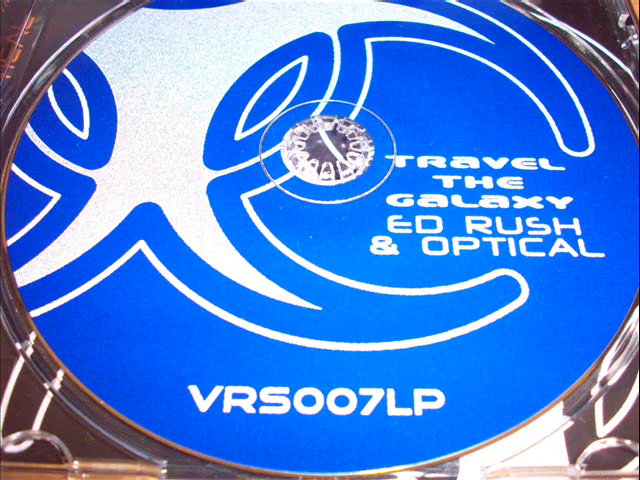 TRAVEL
THE
GALAXY
ED RUSH
& OPTICAL
VRS007LP